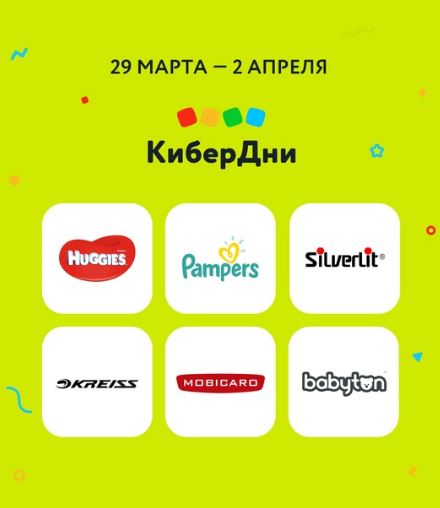 29 МАРТА — 2 АПРЕЛЯ
КиберДни
HUGGIES
Pampers
SilverLit®
KREISS
MOBICARO
babyton